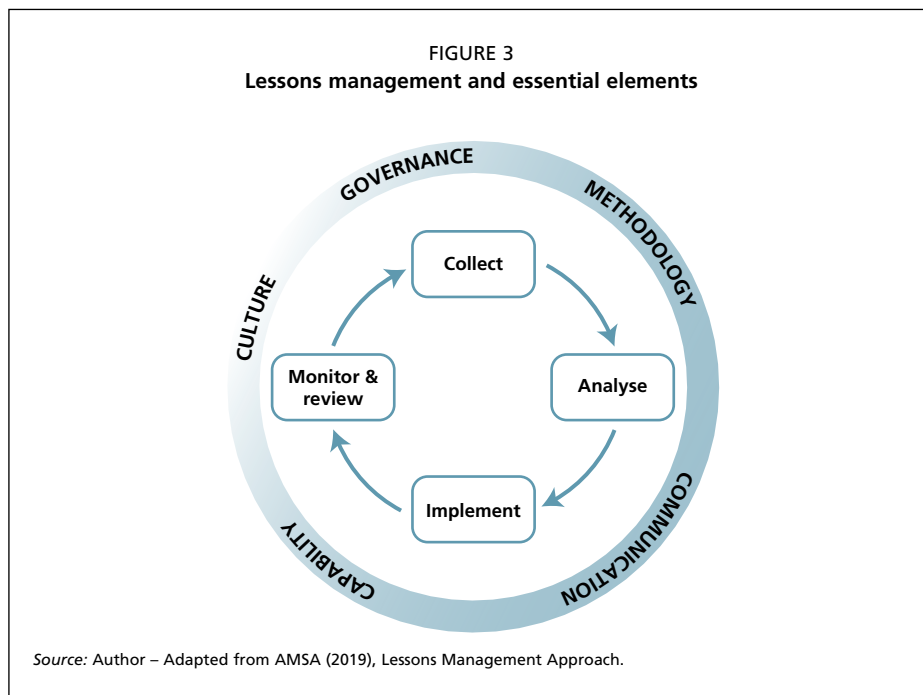 FIGURE 3
Lessons management and essential elements
GOVERNANCE
METHODOLOGY
COMMUNICATION
CAPABILITY
CULTURE
Collect
Analyse
Implement
Monitor &
review
Source: Author – Adapted from AMSA (2019), Lessons Management Approach.